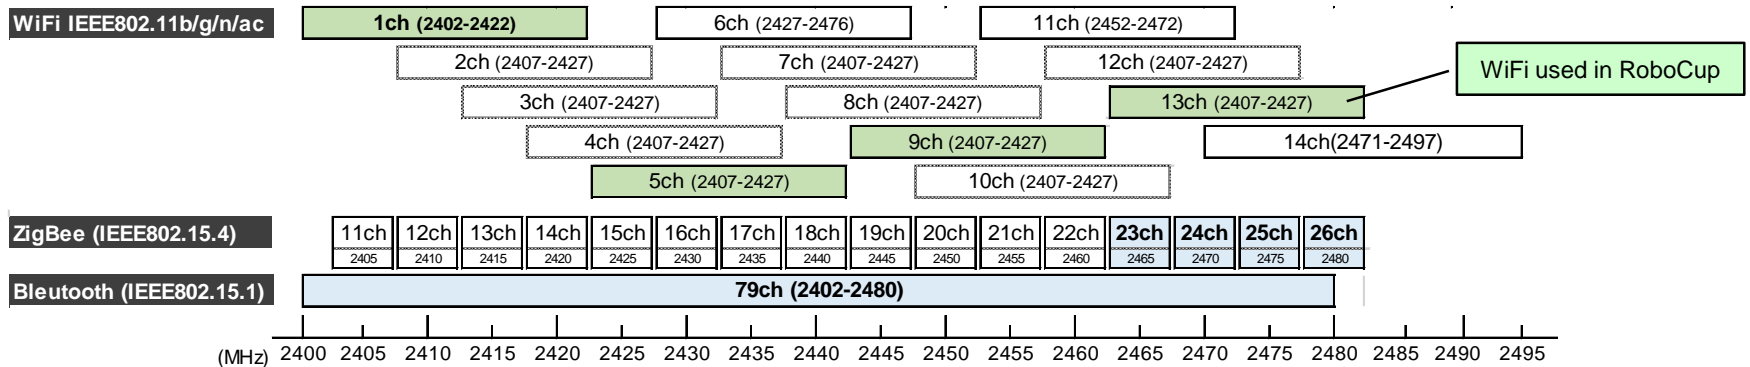 WiFi IEEE802.11b/g/n/ac
1ch (2402-2422)
6ch (2427-2476)
11ch (2452-2472)
2ch (2407-2427)
7ch (2407-2427)
12ch (2407-2427)
WiFi used in RoboCup
3ch (2407-2427)
8ch (2407-2427)
13ch (2407-2427)
4ch (2407-2427)
9ch (2407-2427)
14ch(2471-2497)
5ch (2407-2427)
10ch (2407-2427)
ZigBee (IEEE802.15.4)
11ch 12ch 13ch 14ch 15ch 16ch 17ch 18ch 19ch 20ch 21ch 22ch 23ch 24ch 25ch 26ch
2405 2410 2415 2420 2425 2430 2435 2440 2445 2450 2455 2460 2465 2470 2475 2480
Bleutooth (IEEE802.15.1)
79ch (2402-2480)
(MHz) 2400 2405 2410 2415 2420 2425 2430 2435 2440 2445 2450 2455 2460 2465 2470 2475 2480 2485 2490 2495